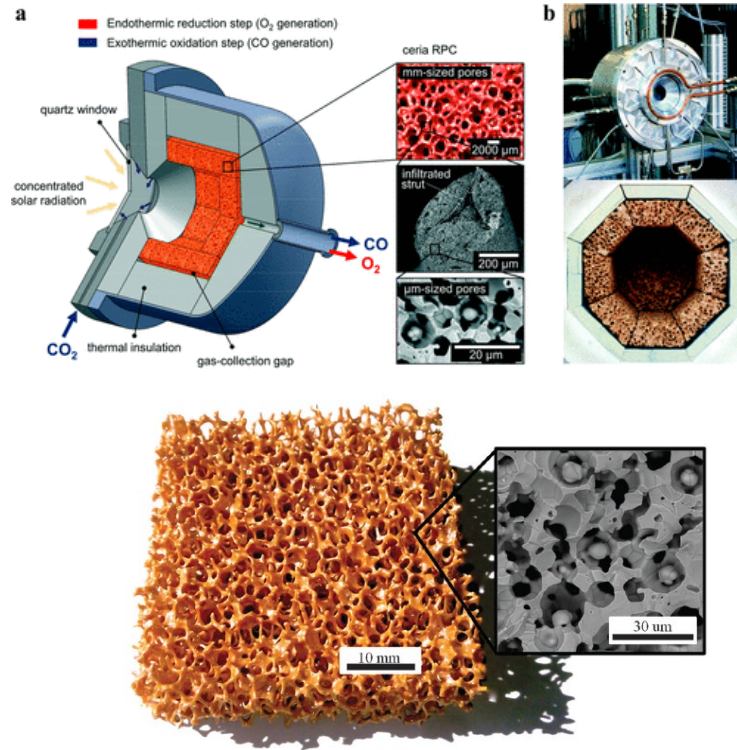 a
Endothermic reduction step (O₂ generation)
Exothermic oxidation step (CO generation)
quartz window
concentrated
solar radiation
CO₂
thermal insulation
gas-collection gap
CO
O₂
ceria RPC
mm-sized pores
2000 µm
infiltrated
strut
200 µm
µm-sized pores
20 µm
b
10 mm
30 um